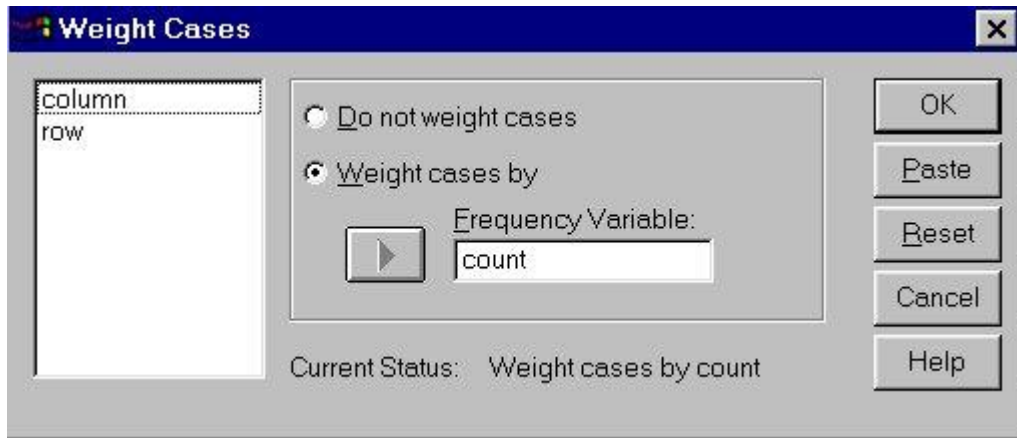 Weight Cases
column
row
Do not weight cases
Weight cases by
Frequency Variable:
count
Current Status: Weight cases by count
OK
Paste
Reset
Cancel
Help